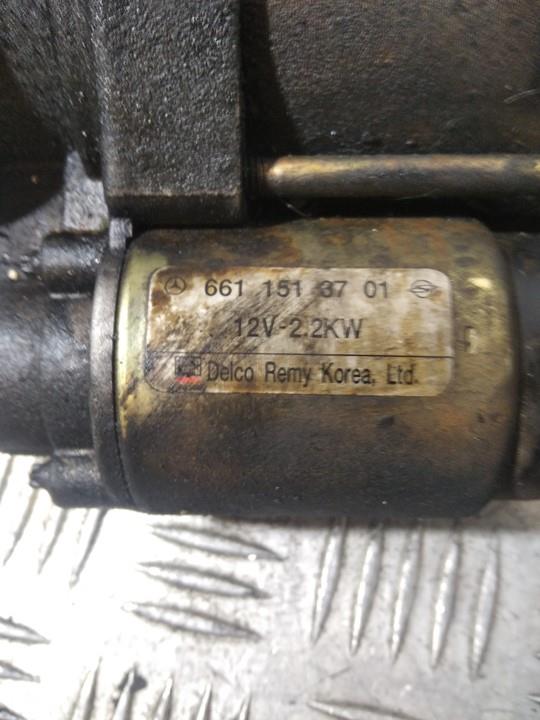 661 151 37 01
12V-2.2KW
Delco Remy Korea, Ltd.